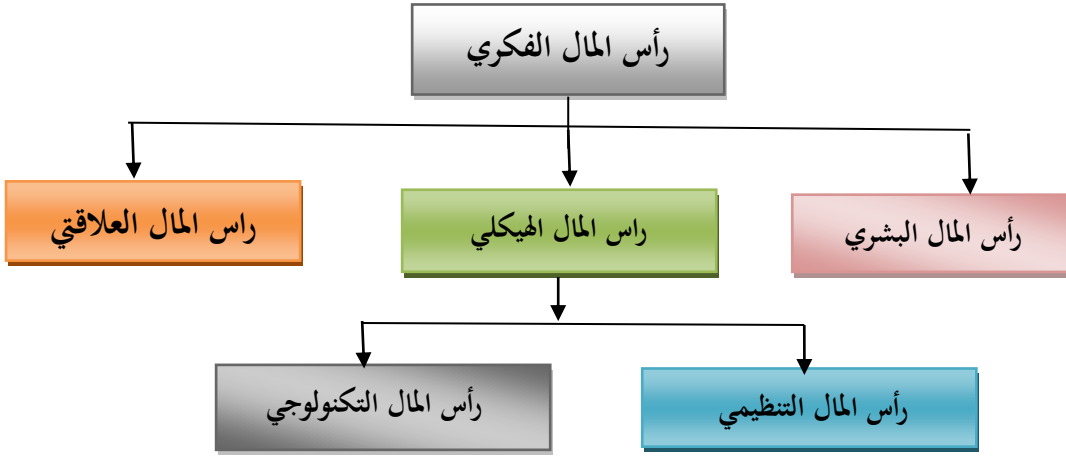 رأس المال الفكري
رأس المال البشري
راس المال الهيكلي
راس المال العلاقتي
رأس المال التنظيمي
رأس المال التكنولوجي